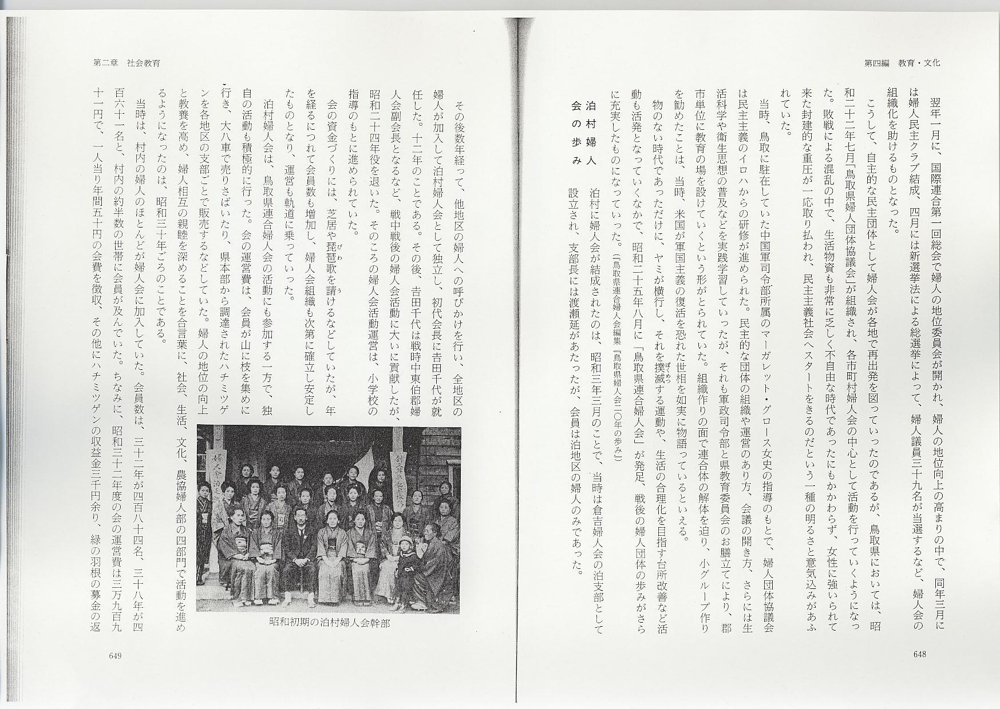 第四編　教育・文化
　翌年一月に、国際連合第一回総会で婦人の地位委員会が開かれ、婦人の地位向上の高まりの中で、同年三月に
は婦人民主クラブ結成、四月には新選挙法による総選挙によって、婦人議員三十九名が当選するなど、婦人会の
組織化を助けるものとなった。
　こうして、自主的な民主団体として婦人会が各地で再出発を図っていったのであるが、鳥取県においては、昭
和二十二年七月「鳥取県婦人団体協議会」が組織され、各市町村婦人会の中心として活動を行っていくようになっ
た。敗戦による混乱の中で、生活物資も非常に乏しく不自由な時代であったにもかかわらず、女性に強いられて
来た封建的な重圧が一応取り払われ、民主主義社会へスタートをきるのだという一種の明るさと意気込みがあふ
れていた。
　当時、鳥取に駐在していた中国軍司令部所属のマーガレット・グロース女史の指導のもとで、婦人団体協議会
は民主主義のイロハからの研修が進められた。民主的な団体の組織や運営のあり方、会議の開き方、さらには生
活科学や衛生思想の普及などを実践学習していったが、それも軍政司令部と県教育委員会のお膳立てにより、郡
市単位に教育の場を設けていくという形がとられていた。組織作りの面で連合体の解体を迫り、小グループ作り
を勧めたことは、当時、米国が軍国主義の復活を恐れた世相を如実に物語っているといえる。
　物のない時代であっただけに、ヤミが横行し、それを撲滅（ぼくめつ）する運動や、生活の合理化を目指す台所改善など活
動も活発となっていくなかで、昭和二十五年八月に「鳥取県連合婦人会」が発足、戦後の婦人団体の歩みがさら
に充実したものになっていった。（『鳥取県連合婦人会編集『鳥取県婦人会二〇年の歩み』）
泊村婦人
会の歩み
泊村に婦人会が結成されたのは、昭和三年三月のことで、当時は倉吉婦人会の泊支部として
設立され、支部長には渡瀬延があたったが、会員は泊地区の婦人のみであった。
648
第二章　社会教育
　その後数年経って、他地区の婦人への呼びかけを行い、全地区の
婦人が加入して泊村婦人会として独立し、初代会長に吉田千代が就
任した。十二年のことである。その後、吉田千代は戦時中東伯郡婦
人会副会長となるなど、戦中戦後の婦人会活動に大いに貢献したが、
昭和二十四年役を退いた。そのころの婦人会活動運営は、小学校の
指導のもとに進められていた。
　会の資金づくりには、芝居や琵琶（びわ）歌を請（う）けるなどしていたが、年
を経るにつれて会員数も増加し、婦人会組織も次第に確立し安定し
たものとなり、運営も軌道に乗っていった。
　泊村婦人会は、鳥取県連合婦人会の活動にも参加する一方で、独
自の活動も積極的に行った。会の運営費は、会員が山に枝を集めに
行き、大八車で売りさばいたり、県本部から調達されたハチミツゲ
ンを各地区の支部ごとで販売するなどしていた。婦人の地位の向上
と教養を高め、婦人相互の親睦を深めることを合言葉に、社会、生活、文化、農協婦人部の四部門で活動を進め
るようになったのは、昭和三十年ごろのことである。
　当時は、村内の婦人のほとんどが婦人会に加入していた。会員数は、三十二年が四百八十四名、三十八年が四
百六十一名と、村内の約半数の世帯に会員が及んでいた。ちなみに、昭和三十二年度の会の運営費は三万九百九
十一円で、一人当り年間五十円の会費を徴収、その他にハチミツゲンの収益金三千円余り、緑の羽根の募金の返
昭和初期の泊村婦人会幹部
649